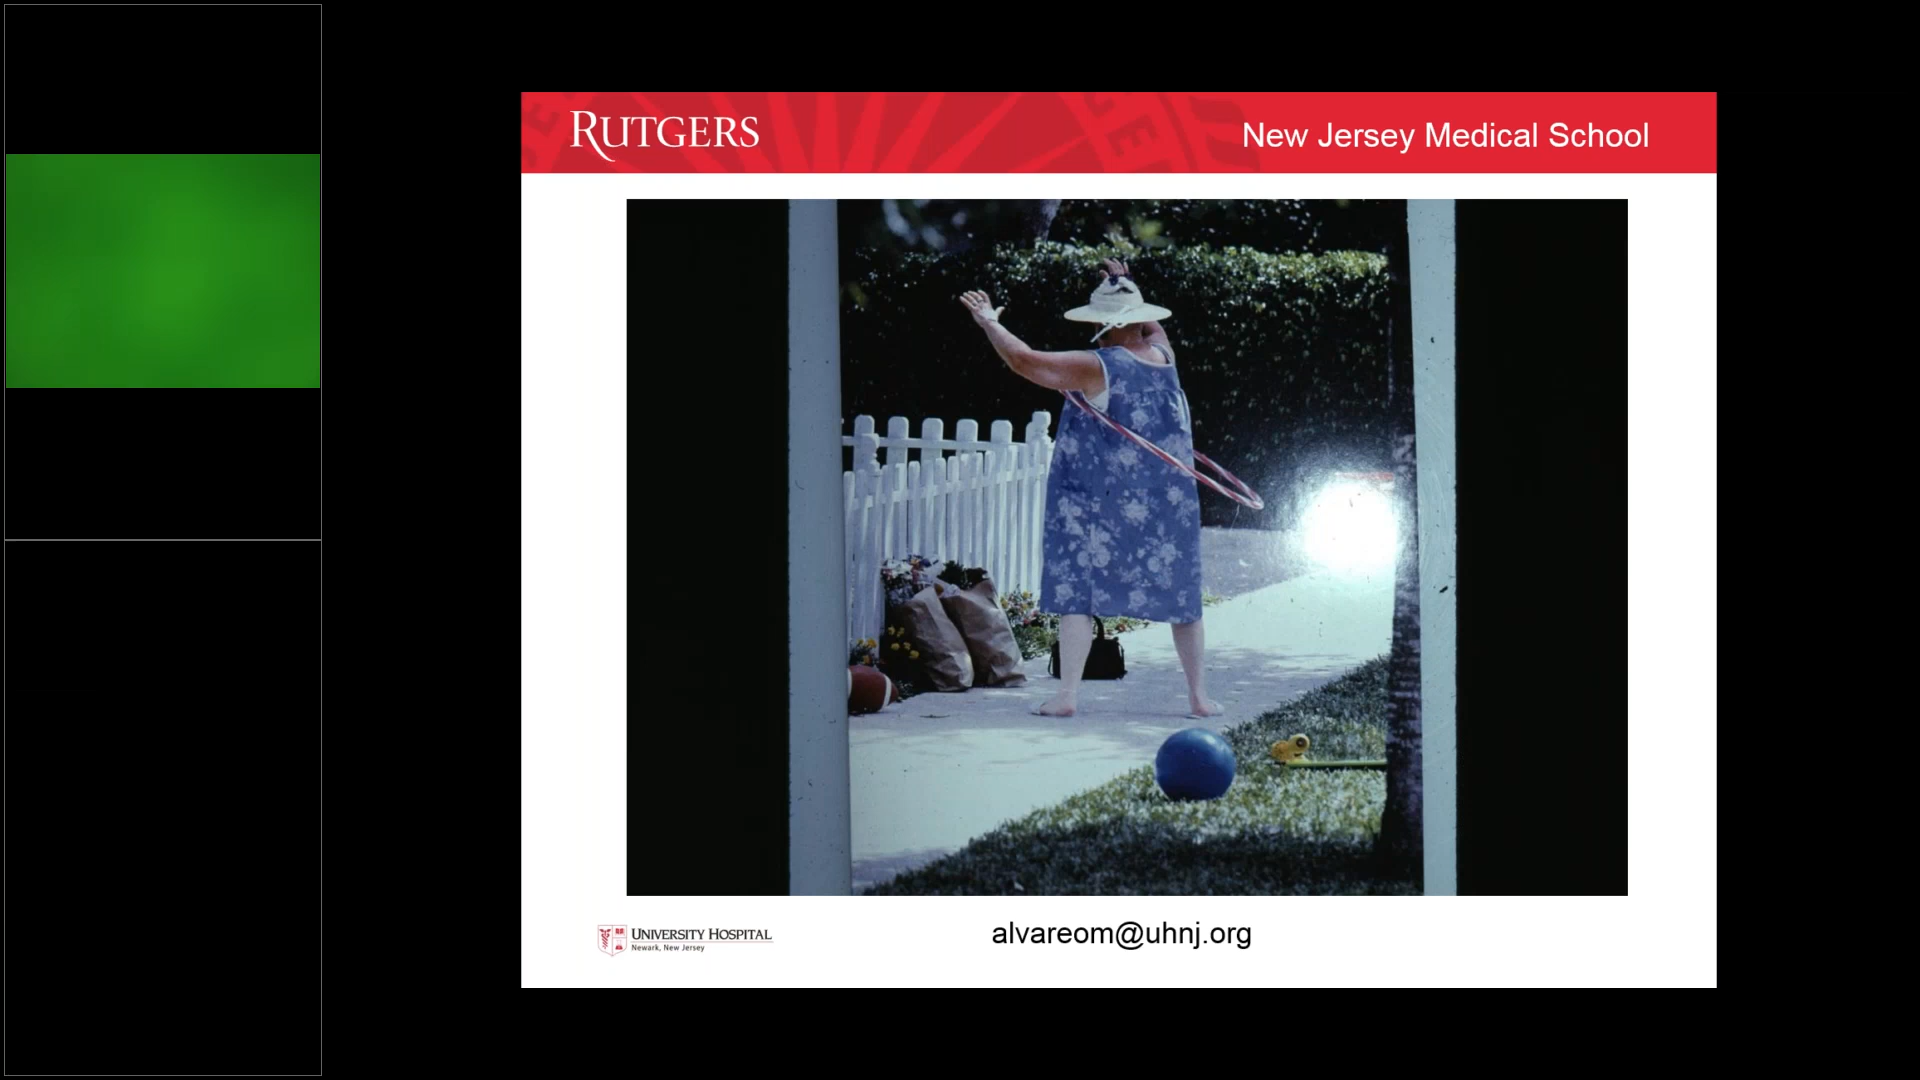 RUTGERS
New Jersey Medical School
UNIVERSITY HOSPITAL
Newark, New Jersey
alvareom@uhnj.org